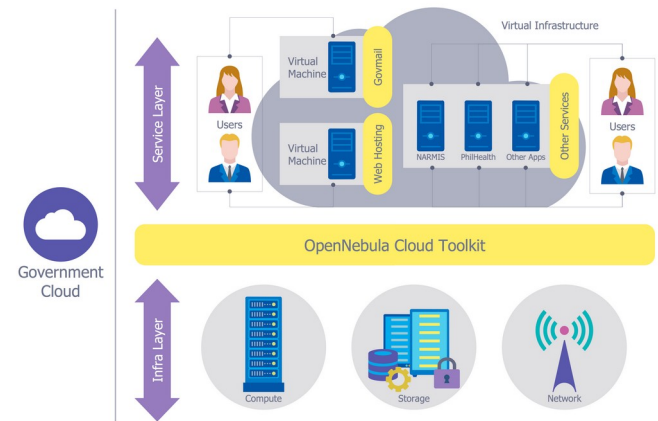 Virtual Infrastructure
Service Layer
Users
Virtual
Machine
Govmail
Virtual
Machine
Web Hosting
NARMIS
PhilHealth
Other Apps
Other Services
Users
Government
Cloud
OpenNebula Cloud Toolkit
Infra Layer
Compute
Storage
Network